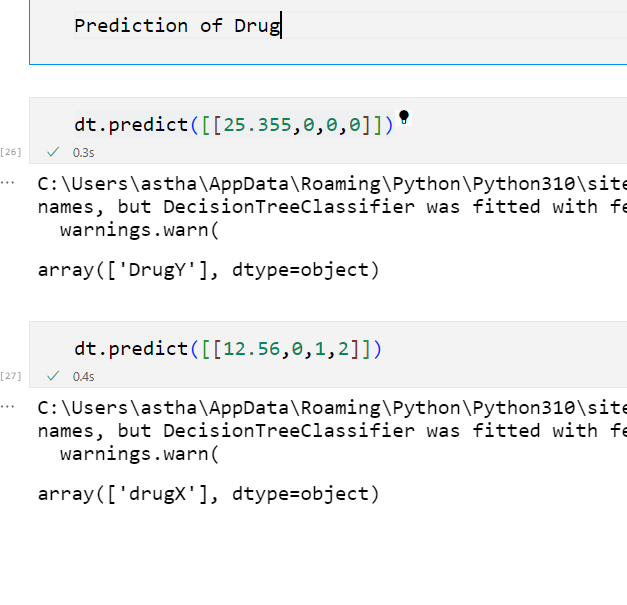 Prediction of Drug
dt.predict([[25.355,0,0,0]])
[26]
0.3s
... C:\Users\astha\AppData\Roaming\Python\Python310\site
names, but DecisionTreeClassifier was fitted with fe
warnings.warn(
array(['DrugY'], dtype=object)
dt.predict([[12.56,0,1,2]])
[27]
0.4s
... C:\Users\astha\AppData\Roaming\Python\Python310\site
names, but DecisionTreeClassifier was fitted with fe
warnings.warn(
array(['drugX'], dtype=object)